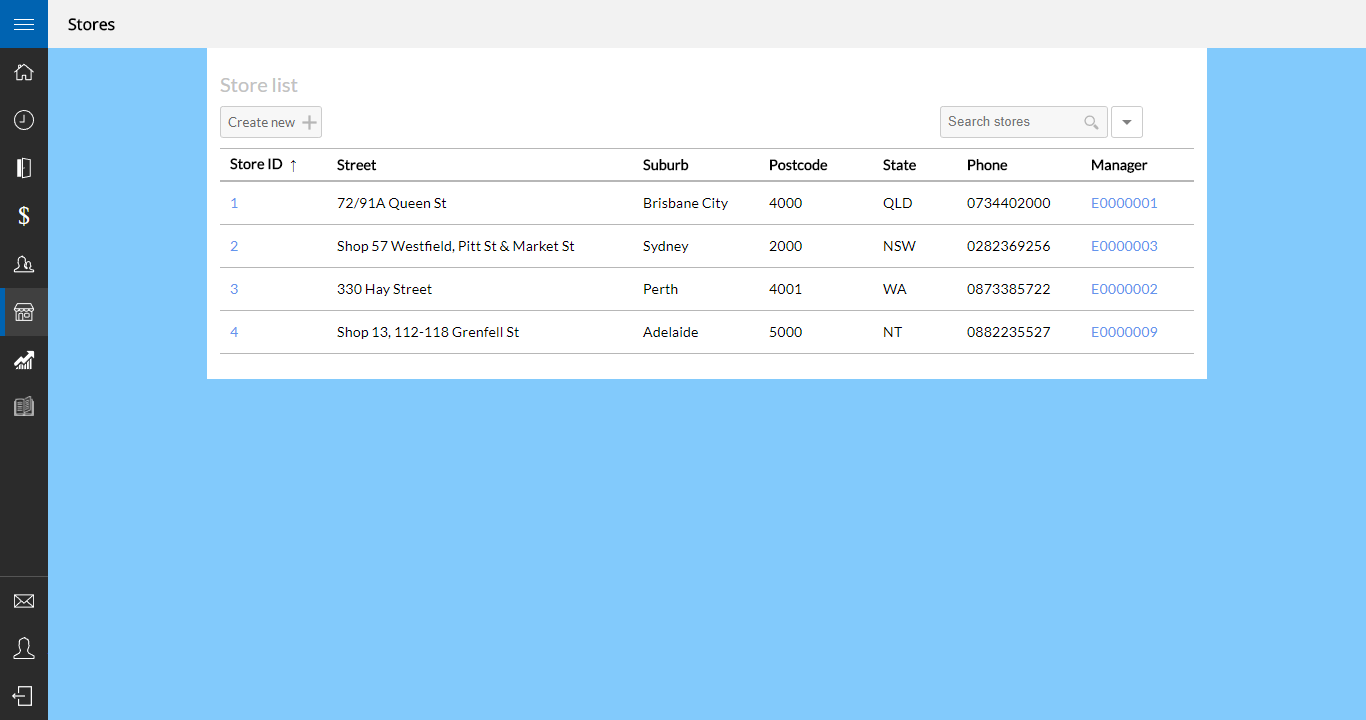 Stores
Store list
Create new
Search stores
Store ID ↑ Street Suburb Postcode State Phone Manager
1 72/91A Queen St Brisbane City 4000 QLD 0734402000 E0000001
2 Shop 57 Westfield, Pitt St & Market St Sydney 2000 NSW 0282369256 E0000003
3 330 Hay Street Perth 4001 WA 0873385722 E0000002
4 Shop 13, 112-118 Grenfell St Adelaide 5000 NT 0882235527 E0000009